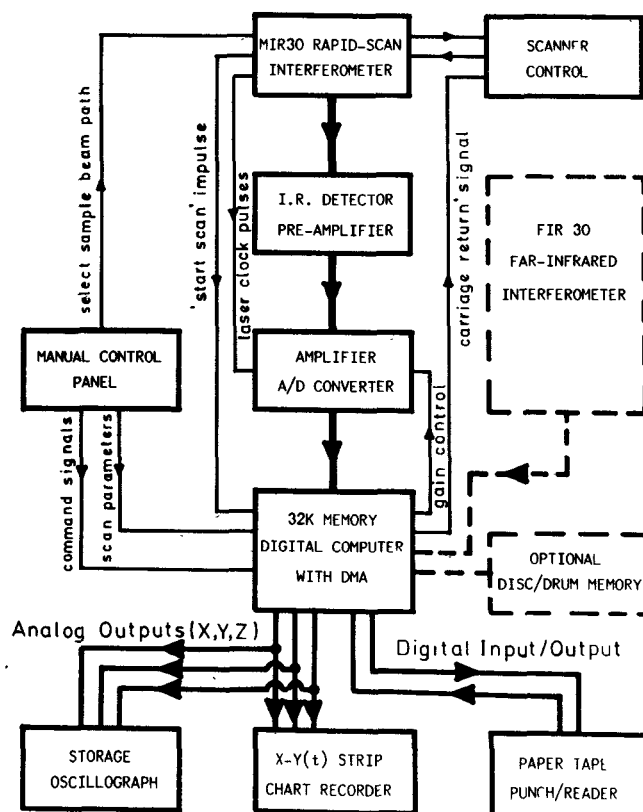 MIR30 RAPID-SCAN
INTERFEROMETER
SCANNER
CONTROL
select sample beam path
'start scan' impulse
laser clock pulses
I.R. DETECTOR
PRE-AMPLIFIER
carriage return' signal
FIR 30
FAR-INFRARED
INTERFEROMETER
MANUAL CONTROL
PANEL
AMPLIFIER
A/D CONVERTER
command signals
scan parameters
gain control
32K MEMORY
DIGITAL COMPUTER
WITH DMA
OPTIONAL
DISC/DRUM MEMORY
Analog Outputs(X,Y,Z)
Digital Input/Output
STORAGE
OSCILLOGRAPH
X-Y(t) STRIP
CHART RECORDER
PAPER TAPE
PUNCH/READER